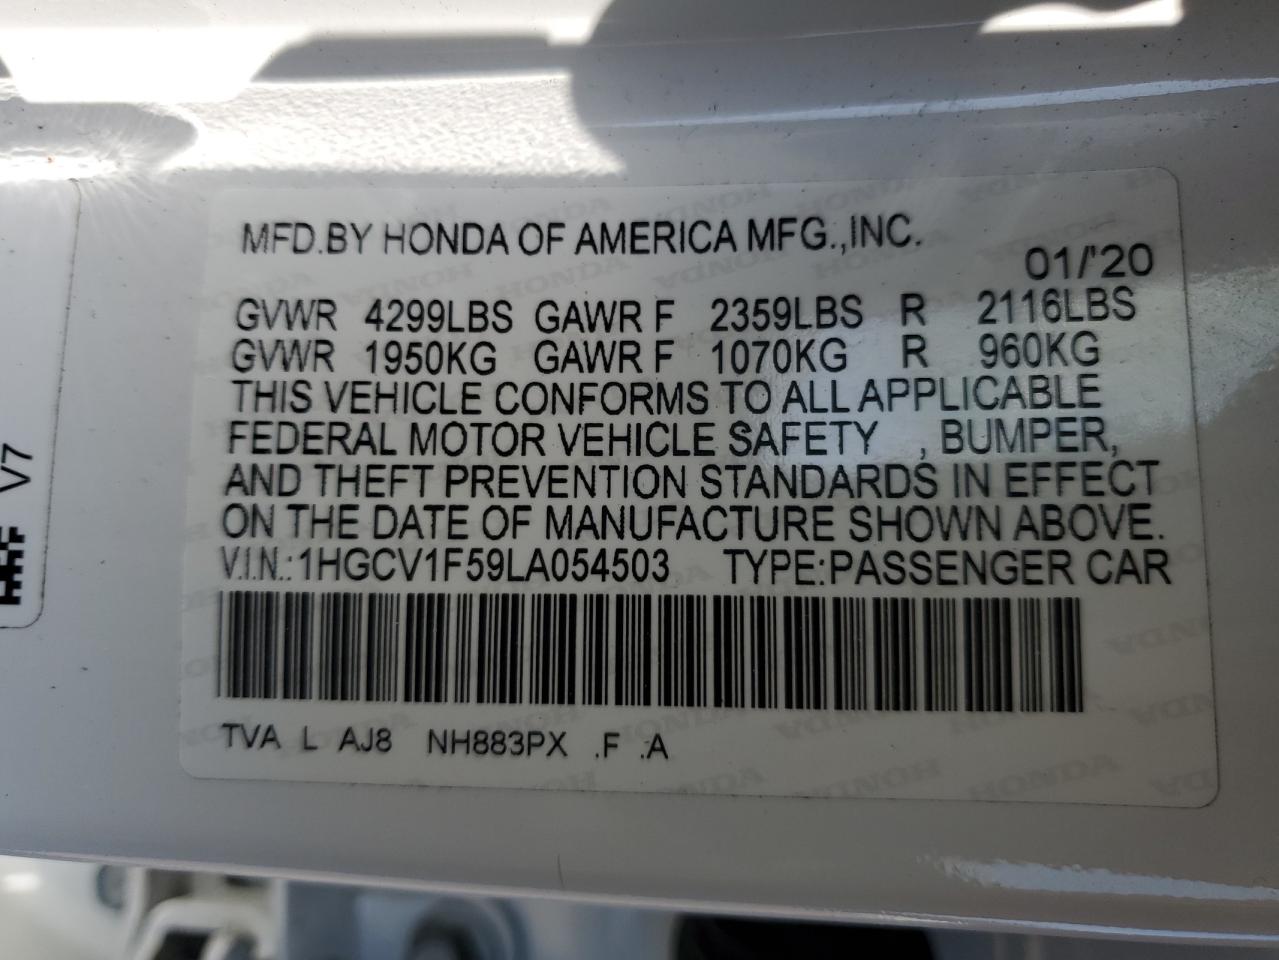 MFD.BY HONDA OF AMERICA MFG.,INC.
01/'20
GVWR 4299LBS GAWR F 2359LBS R 2116LBS
GVWR 1950KG GAWR F 1070KG R 960KG
THIS VEHICLE CONFORMS TO ALL APPLICABLE
FEDERAL MOTOR VEHICLE SAFETY , BUMPER,
AND THEFT PREVENTION STANDARDS IN EFFECT
ON THE DATE OF MANUFACTURE SHOWN ABOVE.
V.I.N.:1HGCV1F59LA054503 TYPE:PASSENGER CAR
TVA L AJ8 NH883PX .F .A
V7